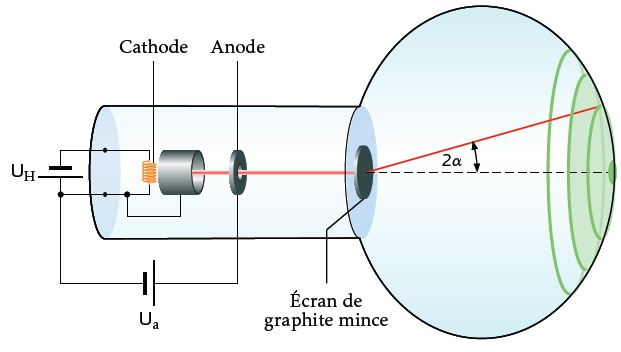 Cathode Anode
U_H
2α
U_a
Écran de
graphite mince